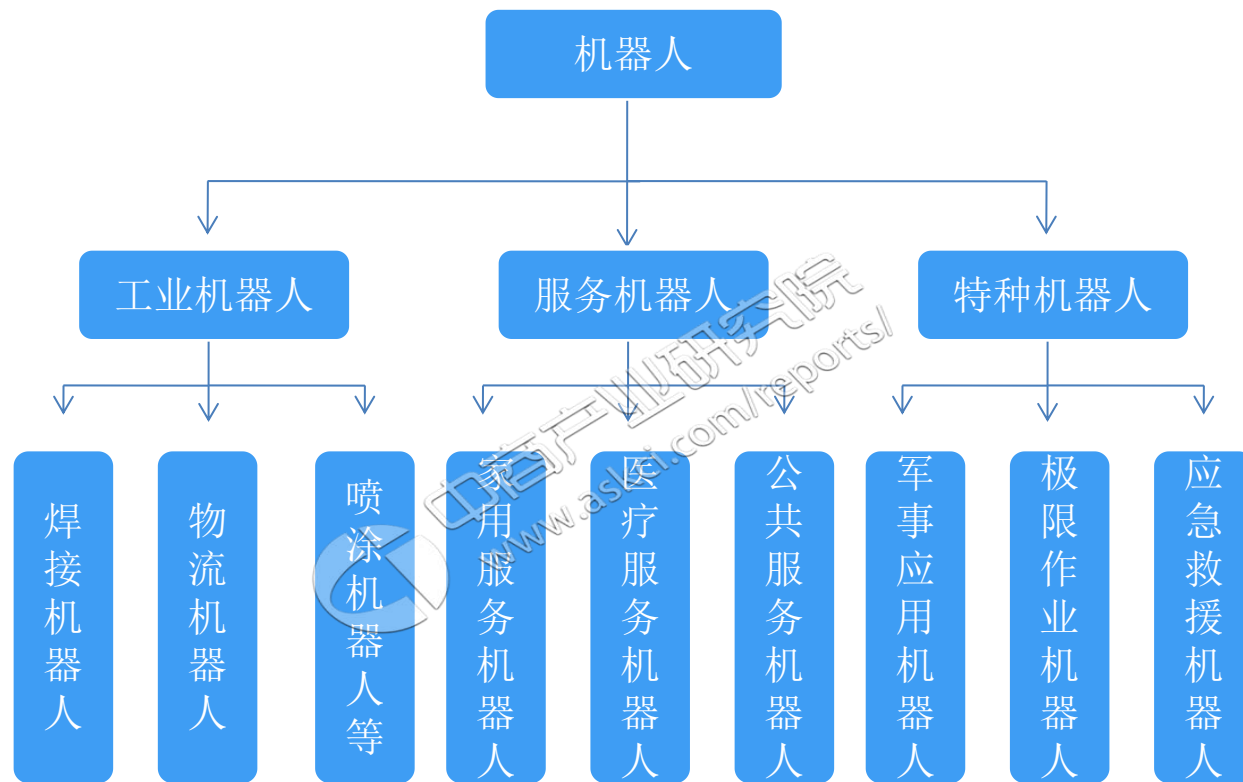 机器人
工业机器人
服务机器人
特种机器人
焊接机器人
物流机器人
喷涂机器人等
家用服务机器人
医疗服务机器人
公共服务机器人
军事应用机器人
极限作业机器人
应急救援机器人
中商产业研究院
www.askci.com/reports/